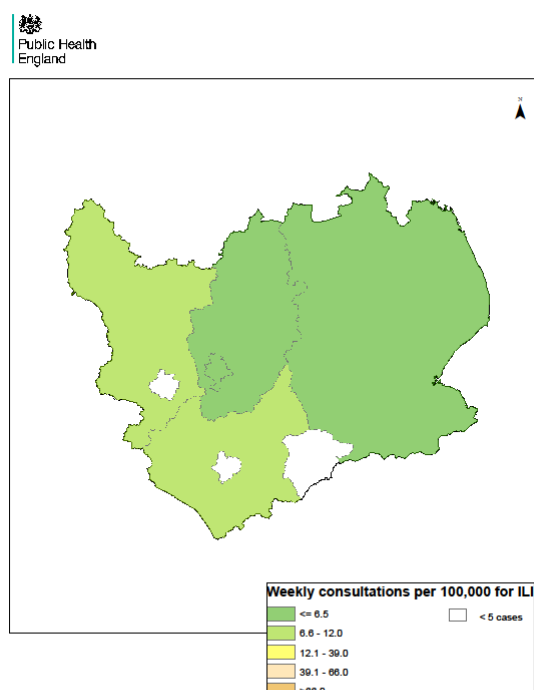 Public Health
England
N
Weekly consultations per 100,000 for ILI
<= 6.5
< 5 cases
6.6 - 12.0
12.1 - 39.0
39.1 - 66.0